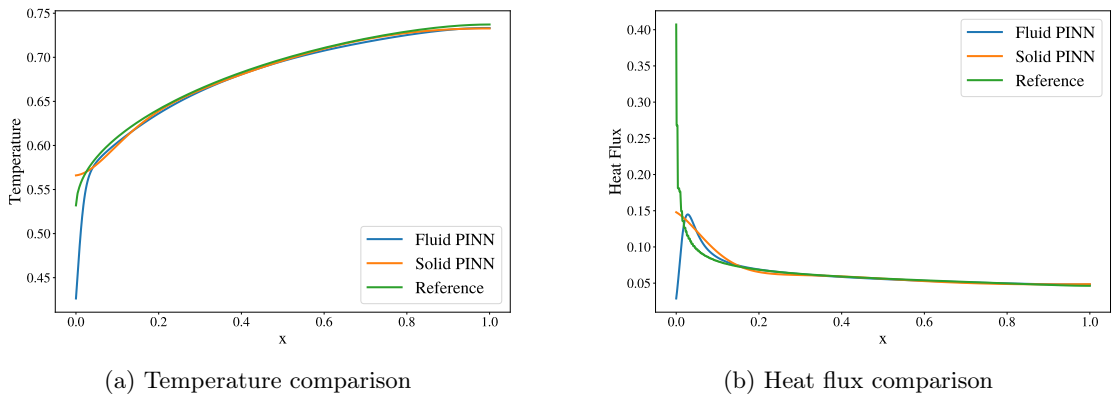 0.75
0.70
0.65
0.60
0.55
0.50
0.45
Temperature
0.0 0.2 0.4 0.6 0.8 1.0
x
Fluid PINN
Solid PINN
Reference
(a) Temperature comparison
0.40
0.35
0.30
0.25
0.20
0.15
0.10
0.05
Heat Flux
0.0 0.2 0.4 0.6 0.8 1.0
x
Fluid PINN
Solid PINN
Reference
(b) Heat flux comparison